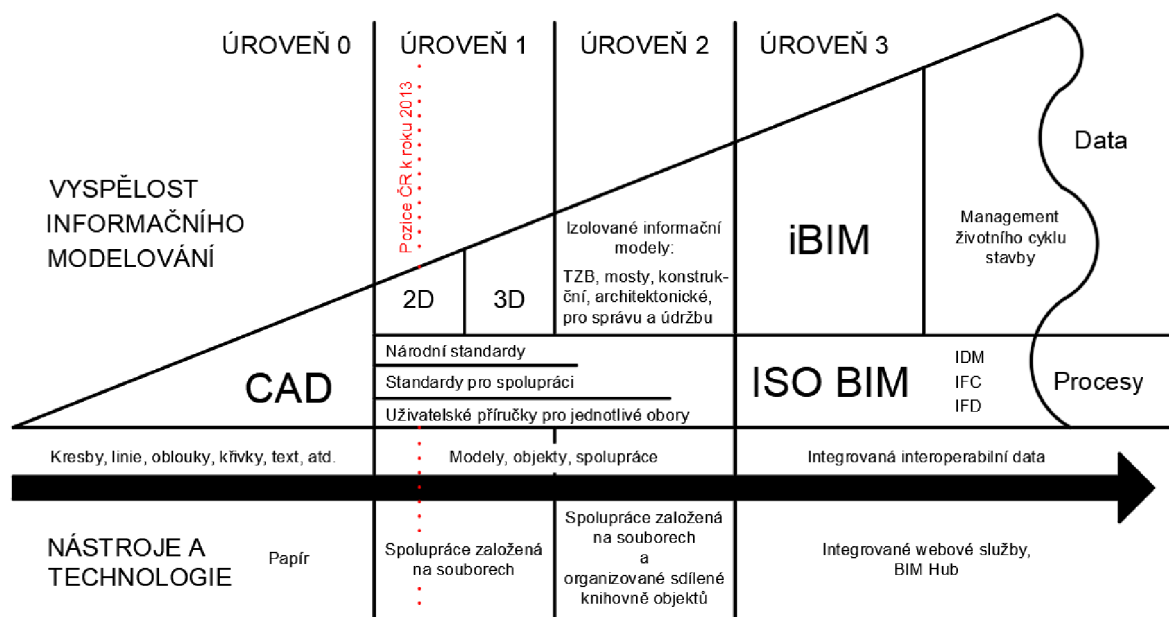 ÚROVEŇ 0
ÚROVEŇ 1
ÚROVEŇ 2
ÚROVEŇ 3
Pozice ČR k roku 2013
Data
VYSPĚLOST
INFORMAČNÍHO
MODELOVÁNÍ
2D
3D
Izolované informační
modely:
TZB, mosty, konstruk-
ční, architektonické,
pro správu a údržbu
iBIM
Management
životního cyklu
stavby
CAD
Národní standardy
Standardy pro spolupráci
Uživatelské příručky pro jednotlivé obory
ISO BIM
IDM
IFC
IFD
Procesy
Kresby, linie, oblouky, křivky, text, atd.
Modely, objekty, spolupráce
Integrovaná interoperabilní data
NÁSTROJE A
TECHNOLOGIE
Papír
Spolupráce založená
na souborech
Spolupráce založená
na souborech
a
organizované sdílené
knihovně objektů
Integrované webové služby,
BIM Hub